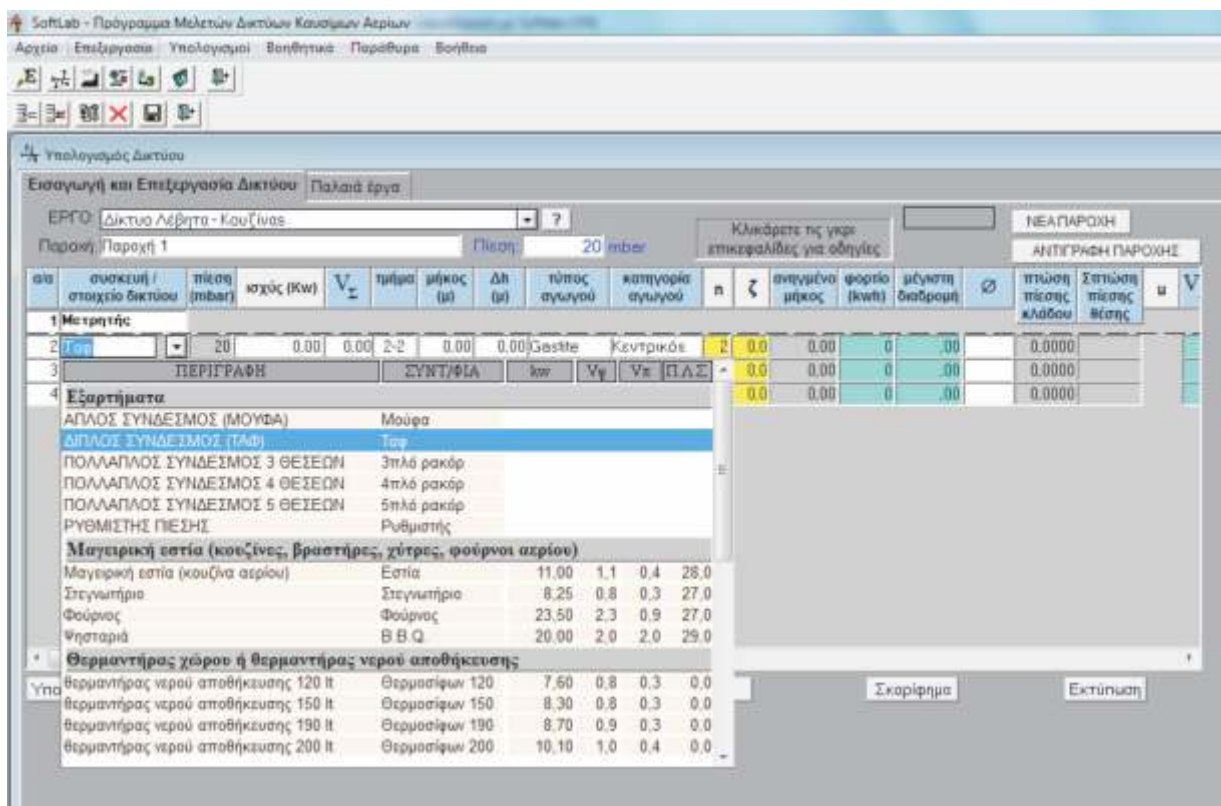 SoftLab - Πρόγραμμα Μελετών Δικτύων Καυσίμων Αερίων
Αρχείο Επεξεργασία Υπολογισμοί Βοηθητικά Παράθυρα Βοήθεια
Υπολογισμός Δικτύου
Εισαγωγή και Επεξεργασία Δικτύου Παλαιά έργα
ΕΡΓΟ: Δίκτυο Λέβητα - Κουζίνας ?
Κλικάρετε τις γκρι επικεφαλίδες για οδηγίες
ΝΕΑ ΠΑΡΟΧΗ
Παροχή: Παροχή 1 Πίεση: 20 mbar
ΑΝΤΙΓΡΑΦΗ ΠΑΡΟΧΗΣ
α/α συσκευή / στοιχείο δικτύου πίεση (mbar) ισχύς (Kw) VΣ τμήμα μήκος (μ) Δh (μ) τύπος αγωγού κατηγορία αγωγού n ζ ανηγμένο μήκος φορτίο (kwh) μέγιστη διαδρομή Ø πτώση πίεσης κλάδου Σπτώση πίεσης θέσης u V
1 Μετρητής
2 Ταφ 20 0.00 0.00 2-2 0.00 0.00 Gastite Κεντρικός 2 0,0 0.00 0 ,00 0.0000
3 ΠΕΡΙΓΡΑΦΗ ΣΥΝΤ/ΦΙΑ kw Vψ Vπ Π.Λ.Σ 0,0 0.00 0 ,00 0.0000
4 Εξαρτήματα 0,0 0.00 0 ,00 0.0000
ΑΠΛΟΣ ΣΥΝΔΕΣΜΟΣ (ΜΟΥΦΑ) Μούφα
ΔΙΠΛΟΣ ΣΥΝΔΕΣΜΟΣ (ΤΑΦ) Ταφ
ΠΟΛΛΑΠΛΟΣ ΣΥΝΔΕΣΜΟΣ 3 ΘΕΣΕΩΝ 3πλό ρακόρ
ΠΟΛΛΑΠΛΟΣ ΣΥΝΔΕΣΜΟΣ 4 ΘΕΣΕΩΝ 4πλό ρακόρ
ΠΟΛΛΑΠΛΟΣ ΣΥΝΔΕΣΜΟΣ 5 ΘΕΣΕΩΝ 5πλό ρακόρ
ΡΥΘΜΙΣΤΗΣ ΠΙΕΣΗΣ Ρυθμιστής
Μαγειρική εστία (κουζίνες, βραστήρες, χύτρες, φούρνοι αερίου)
Μαγειρική εστία (κουζίνα αερίου) Εστία 11,00 1,1 0,4 28,0
Στεγνωτήριο Στεγνωτήριο 8,25 0,8 0,3 27,0
Φούρνος Φούρνος 23,50 2,3 0,9 27,0
Ψησταριά B.B.Q. 20,00 2,0 2,0 29,0
Θερμαντήρας χώρου ή θερμαντήρας νερού αποθήκευσης
θερμαντήρας νερού αποθήκευσης 120 lt Θερμοσίφων 120 7,60 0,8 0,3 0,0
θερμαντήρας νερού αποθήκευσης 150 lt Θερμοσίφων 150 8,30 0,8 0,3 0,0
θερμαντήρας νερού αποθήκευσης 190 lt Θερμοσίφων 190 8,70 0,9 0,3 0,0
θερμαντήρας νερού αποθήκευσης 200 lt Θερμοσίφων 200 10,10 1,0 0,4 0,0
Υπο Σκαρίφημα Εκτύπωση